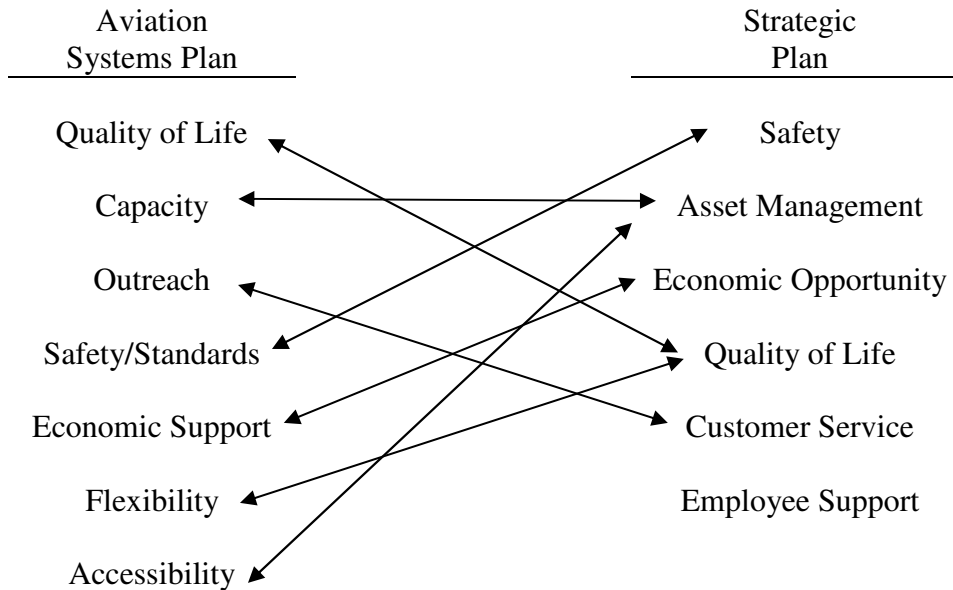 Aviation
Systems Plan
Strategic
Plan
Quality of Life
Safety
Capacity
Asset Management
Outreach
Economic Opportunity
Safety/Standards
Quality of Life
Economic Support
Customer Service
Flexibility
Employee Support
Accessibility